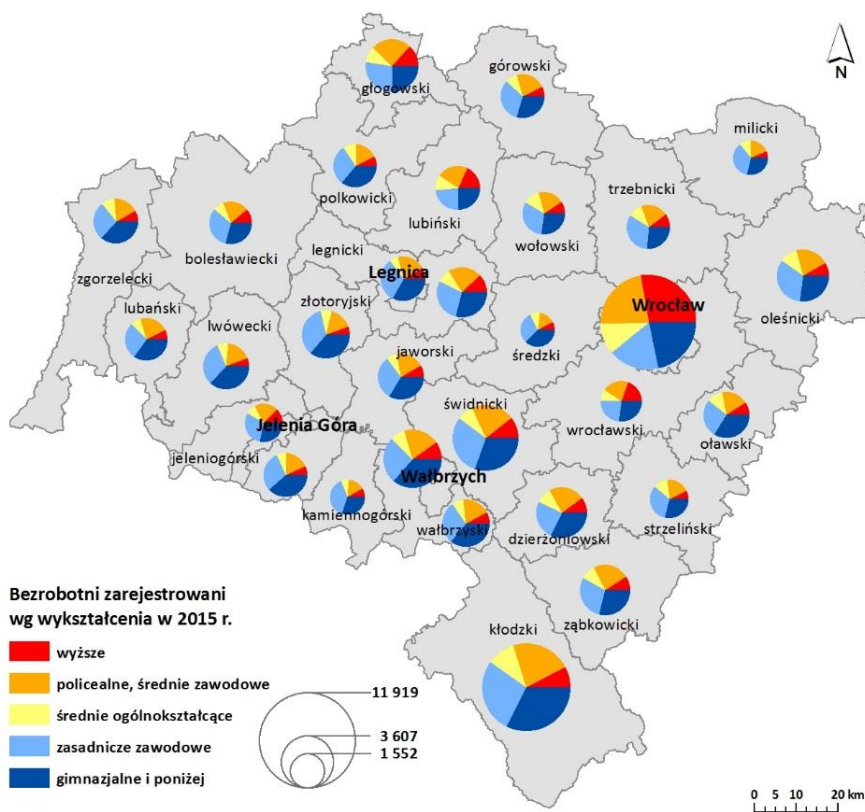 głogowski
górowski
N
milicki
polkowicki
lubiński
trzebnicki
wołowski
zgorzelecki
bolesławiecki
legnicki
Legnica
Wrocław
oleśnicki
lubański
lwówecki
złotoryjski
jaworski
średzki
świdnicki
wrocławski
oławski
Jelenia Góra
jeleniogórski
Wałbrzych
kamiennogórski
wałbrzyski
dzierżoniowski
strzeliński
ząbkowicki
kłodzki
Bezrobotni zarejestrowani
wg wykształcenia w 2015 r.
wyższe
policealne, średnie zawodowe
średnie ogólnokształcące
zasadnicze zawodowe
gimnazjalne i poniżej
11 919
3 607
1 552
0 5 10 20 km